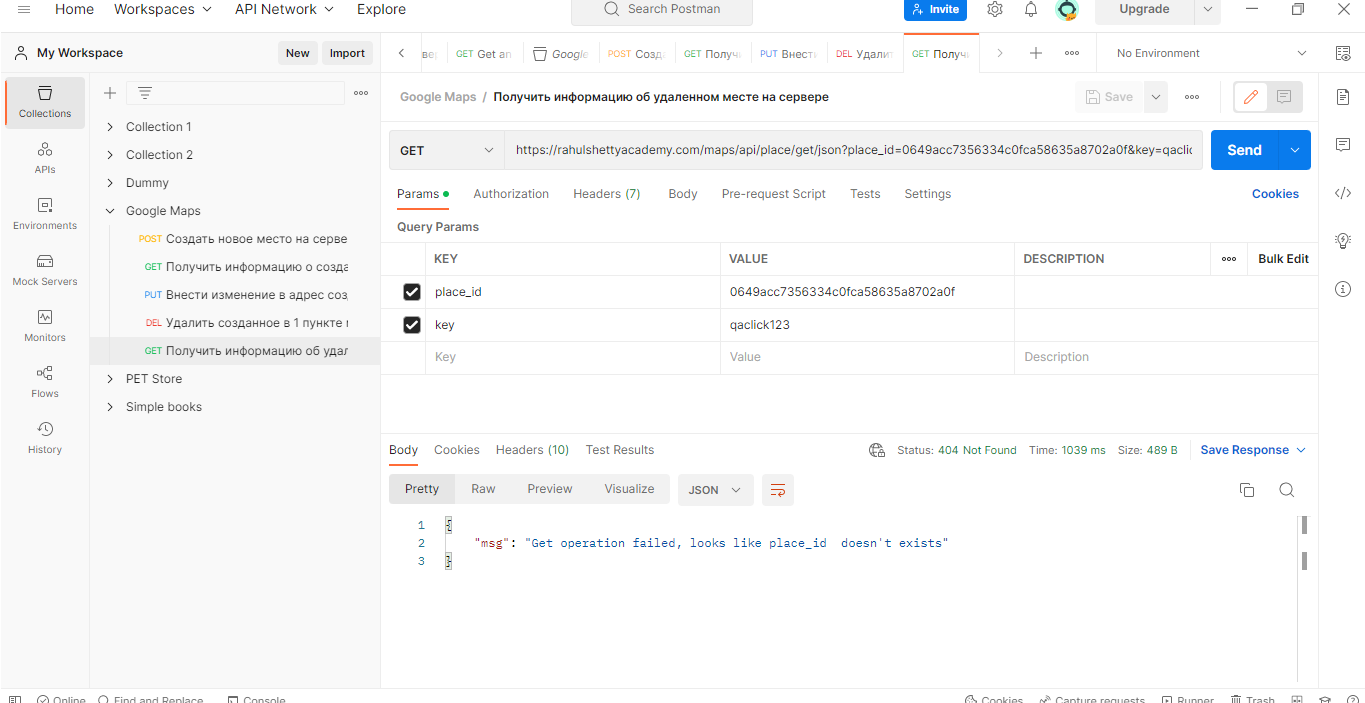 Home Workspaces API Network Explore Search Postman Invite Upgrade
My Workspace New Import
GET Get an Google POST Созд GET Получ PUT Внести DEL Удалит GET Получи No Environment
Collections
APIs
Environments
Mock Servers
Monitors
Flows
History
Collection 1
Collection 2
Dummy
Google Maps
POST Создать новое место на серве
GET Получить информацию о созда
PUT Внести изменение в адрес соз
DEL Удалить созданное в 1 пункте
GET Получить информацию об удал
PET Store
Simple books
Google Maps / Получить информацию об удаленном месте на сервере Save
GET https://rahulshettyacademy.com/maps/api/place/get/json?place_id=0649acc7356334c0fca58635a8702a0f&key=qaclic Send
Params Authorization Headers (7) Body Pre-request Script Tests Settings Cookies
Query Params
KEY VALUE DESCRIPTION Bulk Edit
place_id 0649acc7356334c0fca58635a8702a0f
key qaclick123
Key Value Description
Body Cookies Headers (10) Test Results Status: 404 Not Found Time: 1039 ms Size: 489 B Save Response
Pretty Raw Preview Visualize JSON
1 {
2 "msg": "Get operation failed, looks like place_id  doesn't exists"
3 }
Online Find and Replace Console Cookies Capture requests Runner Trash